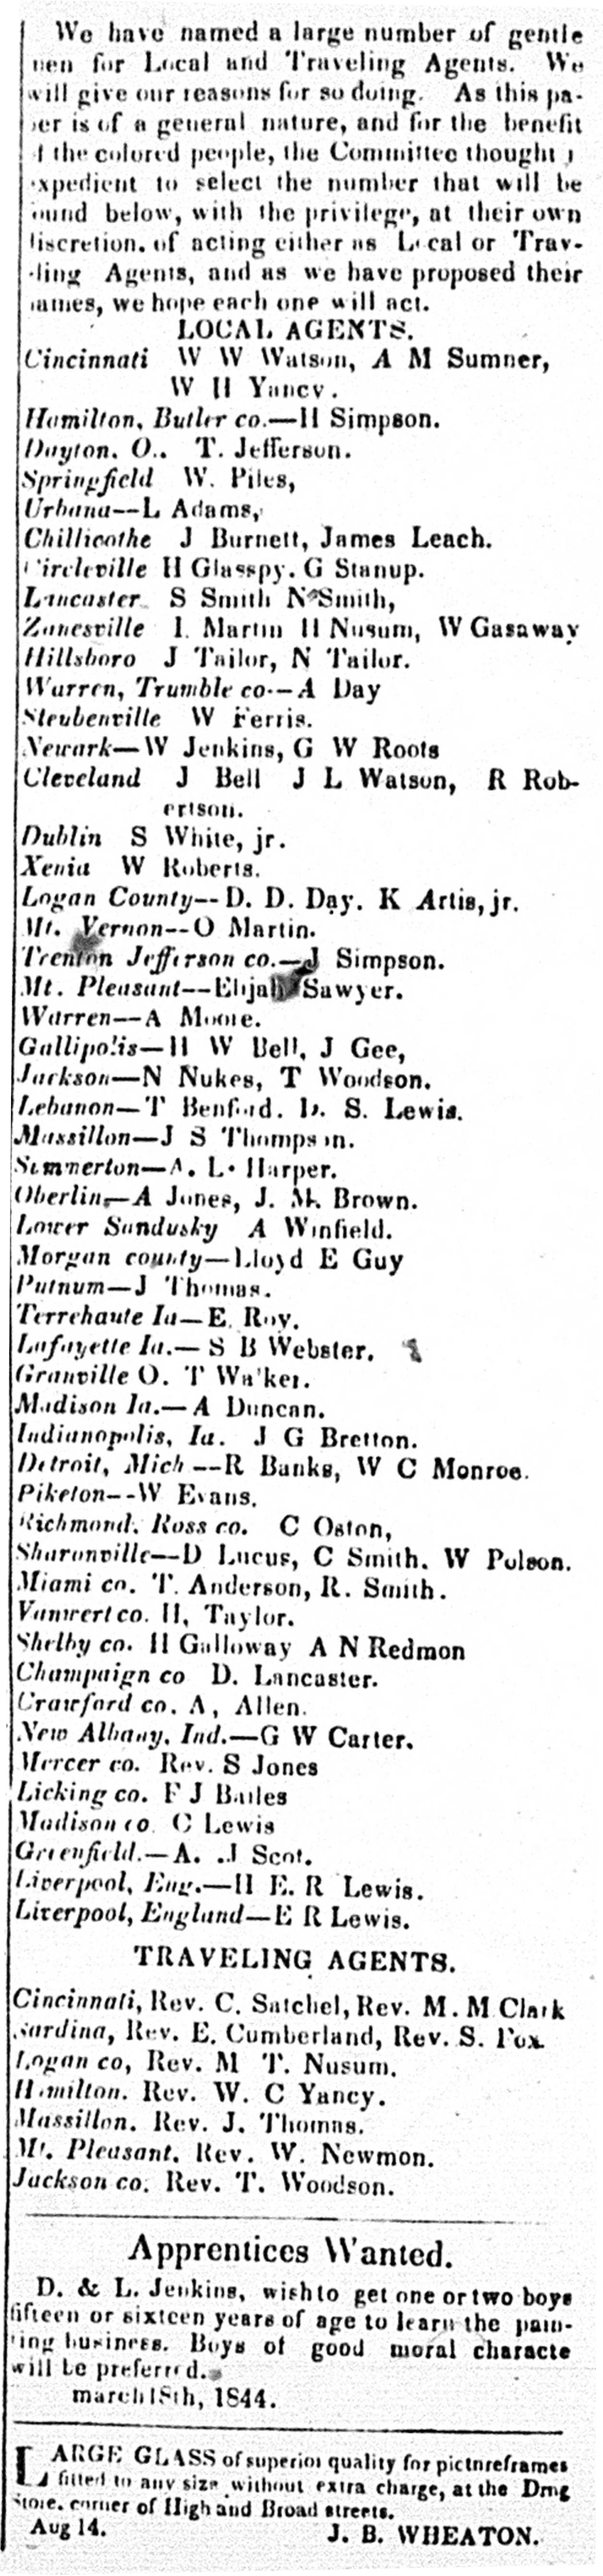 We have named a large number of gentle
men for Local and Traveling Agents. We
will give our reasons for so doing. As this pa-
per is of a general nature, and for the benefit
of the colored people, the Committee thought i
expedient to select the number that will be
found below, with the privilege, at their own
discretion, of acting either as Local or Trav-
eling Agents, and as we have proposed their
names, we hope each one will act.
LOCAL AGENTS.
Cincinnati W W Watson, A M Sumner,
W H Yancy.
Hamilton, Butler co.—H Simpson.
Dayton. O.. T. Jefferson.
Springfield W. Piles,
Urbana—L Adams,
Chillicothe J Burnett, James Leach.
Circleville H Glasspy. G Stanup.
Lancaster S Smith N Smith,
Zanesville I. Martin H Nusum, W Gasaway
Hillsboro J Tailor, N Tailor.
Warren, Trumble co-—A Day
Steubenville W Ferris.
Newark—W Jenkins, G W Roots
Cleveland J Bell J L Watson, R Rob-
ertson.
Dublin S White, jr.
Xenia W Roberts.
Logan County—D. D. Day. K Artis, jr.
Mt. Vernon--O Martin.
Trenton Jefferson co.—J Simpson.
Mt. Pleasant—Elijah Sawyer.
Warren—A Moore.
Gallipolis—H W Bell, J Gee,
Jackson—N Nukes, T Woodson.
Lebanon—T Benford. S. Lewis.
Massillon—J S Thompson.
Summerton—A. L. Harper.
Oberlin,—A Jones, J. M. Brown.
Lower Sandusky A Winfield.
Morgan county—Lloyd E Guy
Putnum—J Thomas.
Terrehaute Ia—E. Roy.
Lafayette Ia.—S B Webster.
Granville O. T Walker.
Madison Ia.—A Duncan.
Indianopolis, Ia. J G Bretton.
Detroit, Mich—R Banks, W C Monroe.
Piketon--W Evans.
Richmond, Ross co. C Oston,
Sharonville—D Lucus, C Smith. W Polson.
Miami co. T. Anderson, R. Smith.
Vanwert co. H, Taylor.
Shelby co. H Galloway A N Redmon
Champaign co D. Lancaster.
Crawford co. A, Allen.
New Albany, Ind.—G W Carter.
Mercer co. Rev. S Jones
Licking co. F J Bailes
Madison co C Lewis
Greenfield.—A. J Scot.
Liverpool, Eng.—H E. R Lewis.
Liverpool, England—E R Lewis.
TRAVELING AGENTS.
Cincinnati, Rev. C. Satchel, Rev. M. M Clark
Sardina, Rev. E. Cumberland, Rev. S. Fox.
Logan co, Rev. M T. Nusum.
Hamilton. Rev. W. C Yancy.
Massillon. Rev. J. Thomas.
Mt. Pleasant. Rev. W. Newmon.
Jackson co. Rev. T. Woodson.
Apprentices Wanted.
D. & L. Jenkins, wish to get one or two boys
fifteen or sixteen years of age to learn the pain-
ting business. Boys of good moral characte
will be preferred.
march 18th, 1844.
LARGE GLASS of superior quality for pictureframes
fitted to any size without extra charge, at the Drug
Store, corner of High and Broad streets.
Aug 14. J. B. WHEATON.